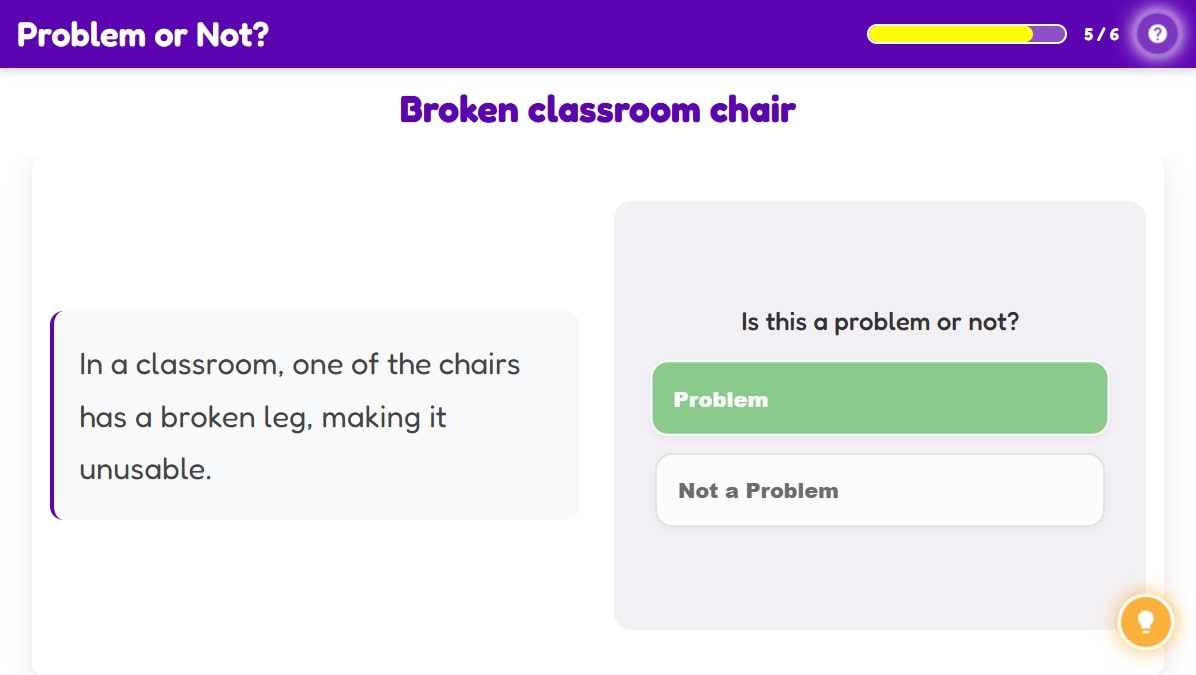 Problem or Not?
5 / 6
?
Broken classroom chair
In a classroom, one of the chairs
has a broken leg, making it
unusable.
Is this a problem or not?
Problem
Not a Problem